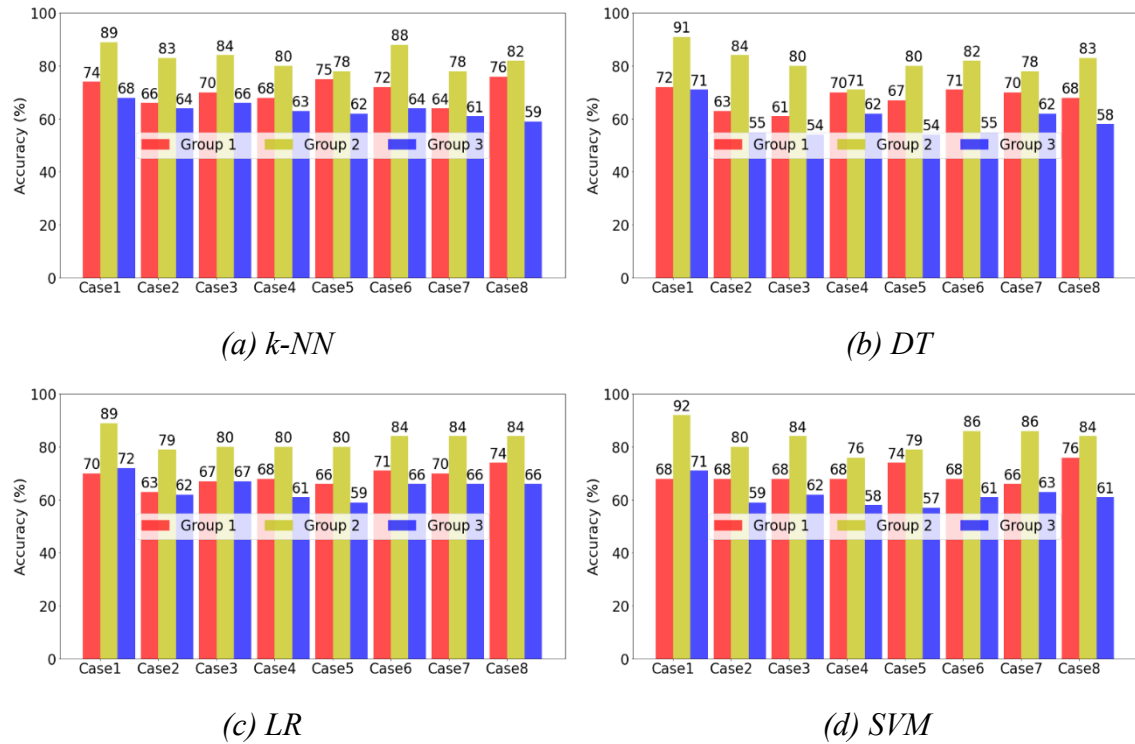 100
80
60
40
20
0
Accuracy (%)
74 89 68 66 83 64 70 84 66 68 80 63 75 78 62 72 88 64 64 78 61 76 82 59
Group 1 Group 2 Group 3
Case1 Case2 Case3 Case4 Case5 Case6 Case7 Case8
(a) k-NN
100
80
60
40
20
0
Accuracy (%)
72 91 71 63 84 55 61 80 54 70 71 62 67 80 54 71 82 55 70 78 62 68 83 58
Group 1 Group 2 Group 3
Case1 Case2 Case3 Case4 Case5 Case6 Case7 Case8
(b) DT
100
80
60
40
20
0
Accuracy (%)
70 89 72 63 79 62 67 80 67 68 80 61 66 80 59 71 84 66 70 84 66 74 84 66
Group 1 Group 2 Group 3
Case1 Case2 Case3 Case4 Case5 Case6 Case7 Case8
(c) LR
100
80
60
40
20
0
Accuracy (%)
68 92 71 68 80 59 68 84 62 68 76 58 74 79 57 68 86 61 66 86 63 76 84 61
Group 1 Group 2 Group 3
Case1 Case2 Case3 Case4 Case5 Case6 Case7 Case8
(d) SVM